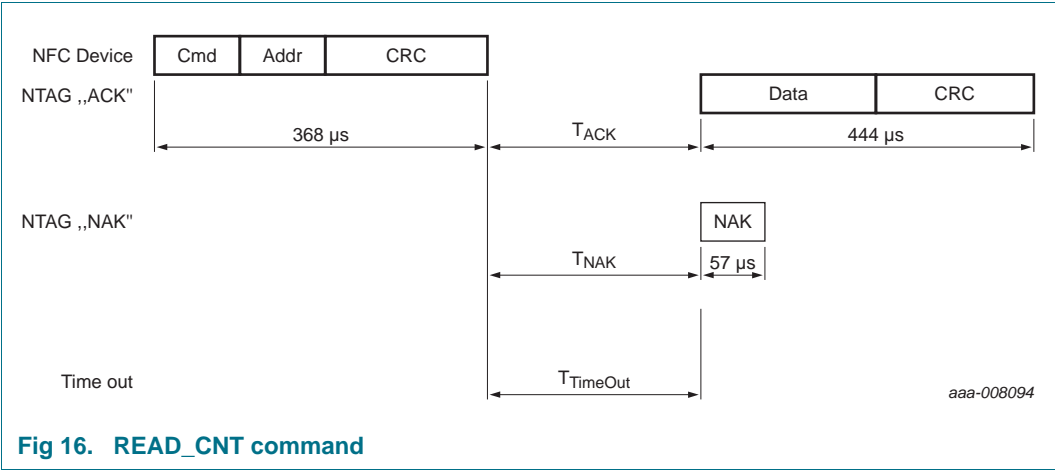 NFC Device Cmd Addr CRC
NTAG ,,ACK" Data CRC
368 µs TACK 444 µs
NTAG ,,NAK" NAK
TNAK 57 µs
Time out TTimeOut aaa-008094
Fig 16. READ_CNT command